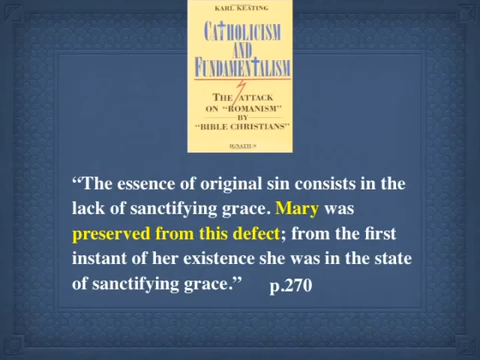 KARL KEATING
CATHOLICISM
AND
FUNDAMENTALISM
THE ATTACK
ON "ROMANISM"
BY
"BIBLE CHRISTIANS"
IGNATIUS
“The essence of original sin consists in the
lack of sanctifying grace. Mary was
preserved from this defect; from the first
instant of her existence she was in the state
of sanctifying grace.” p.270